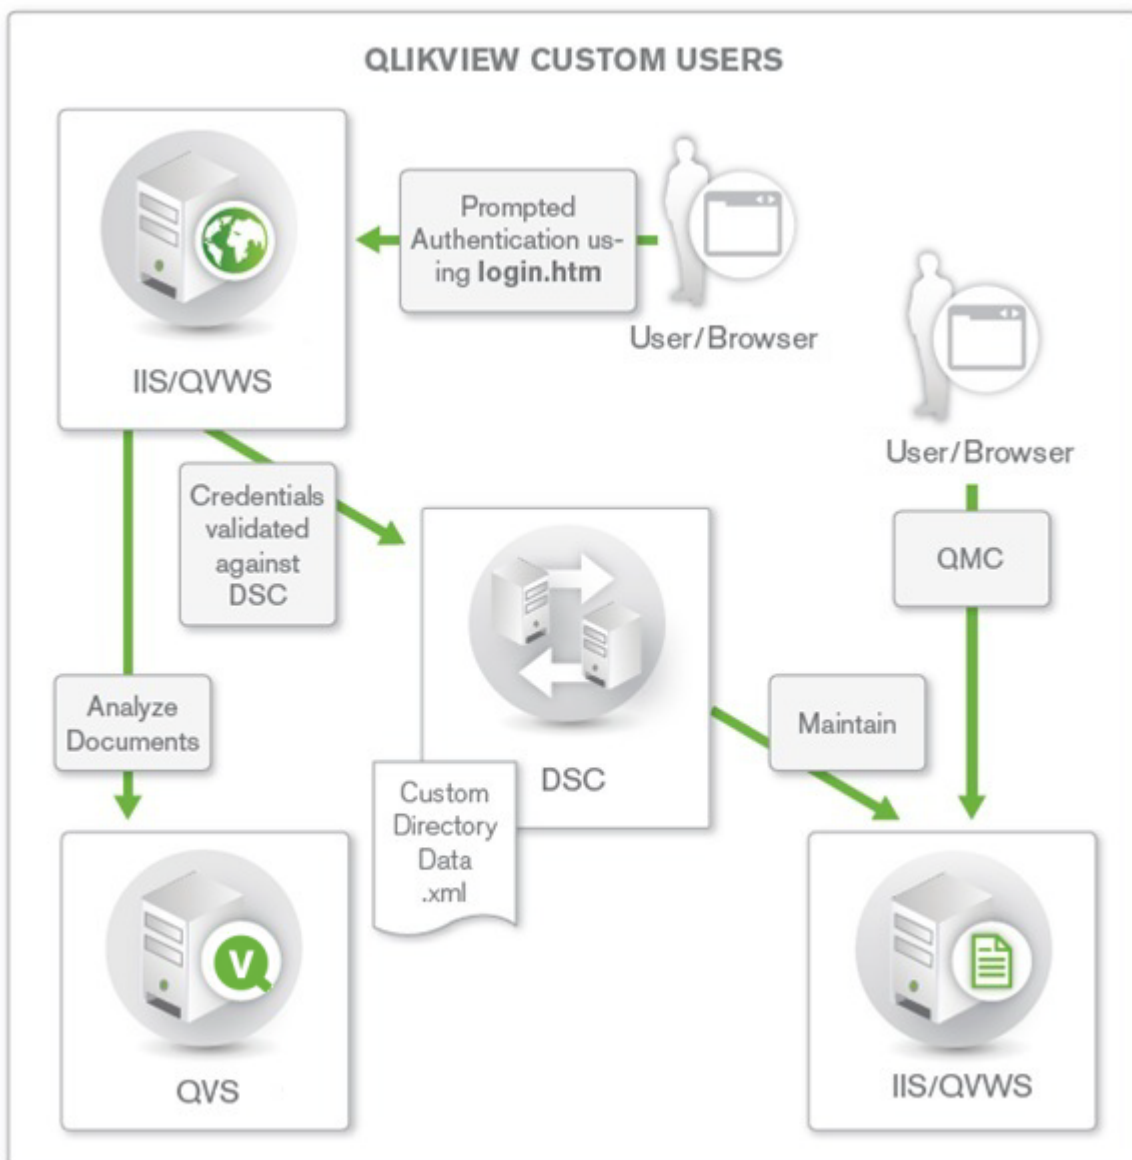 QLIKVIEW CUSTOM USERS
Prompted
Authentication us-
ing login.htm
User/Browser
IIS/QVWS
User/Browser
Credentials
validated
against
DSC
QMC
Analyze
Documents
Maintain
DSC
Custom
Directory
Data
.xml
V
QVS
IIS/QVWS